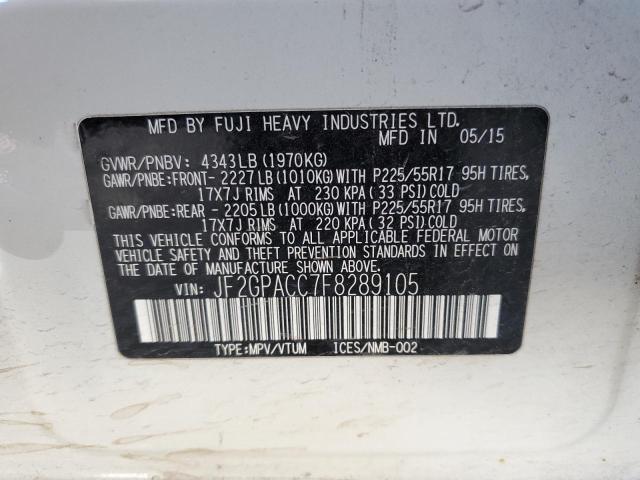 MFD BY FUJI HEAVY INDUSTRIES LTD.
MFD IN 05/15
GVWR/PNBV: 4343LB (1970KG)
GAWR/PNBE:FRONT- 2227LB (1010KG) WITH P225/55R17 95H TIRES,
17X7J RIMS AT 230 KPA ( 33 PSI) COLD
GAWR/PNBE:REAR - 2205LB (1000KG) WITH P225/55R17 95H TIRES,
17X7J RIMS AT 220 KPA ( 32 PSI) COLD
THIS VEHICLE CONFORMS TO ALL APPLICABLE FEDERAL MOTOR
VEHICLE SAFETY AND THEFT PREVENTION STANDARDS IN EFFECT ON
THE DATE OF MANUFACTURE SHOWN ABOVE.
VIN: JF2GPACC7F8289105
TYPE:MPV/VTUM ICES/NMB-002